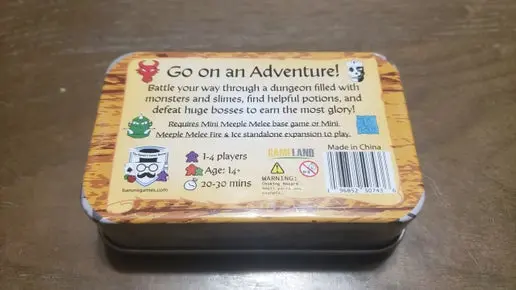 Go on an Adventure!
Battle your way through a dungeon filled with
monsters and slimes, find helpful potions, and
defeat huge bosses to earn the most glory!
Requires Mini Meeple Melee base game or Mini
Meeple Melee Fire & Ice standalone expansion to play.
1-4 players
Age: 14+
20-30 mins
GAMELAND
WARNING:
Made in China